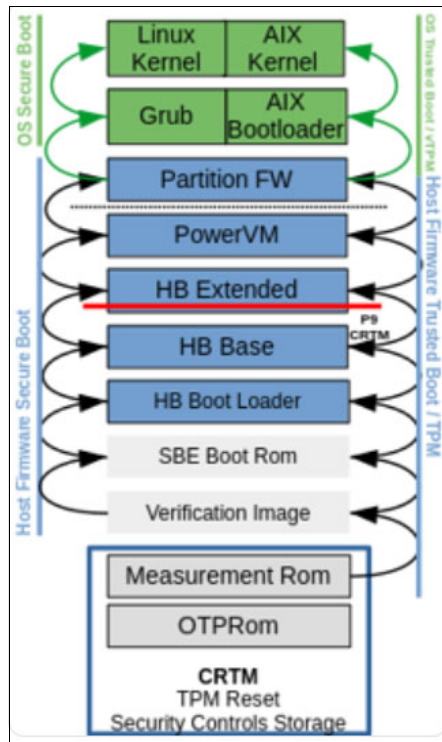 Linux
Kernel
AIX
Kernel
Grub
AIX
Bootloader
Partition FW
PowerVM
HB Extended
P9
CRTM
HB Base
HB Boot Loader
SBE Boot Rom
Verification Image
Measurement Rom
OTPRom
CRTM
TPM Reset
Security Controls Storage
OS Secure Boot
Host Firmware Secure Boot
OS Trusted Boot / vTPM
Host Firmware Trusted Boot / TPM